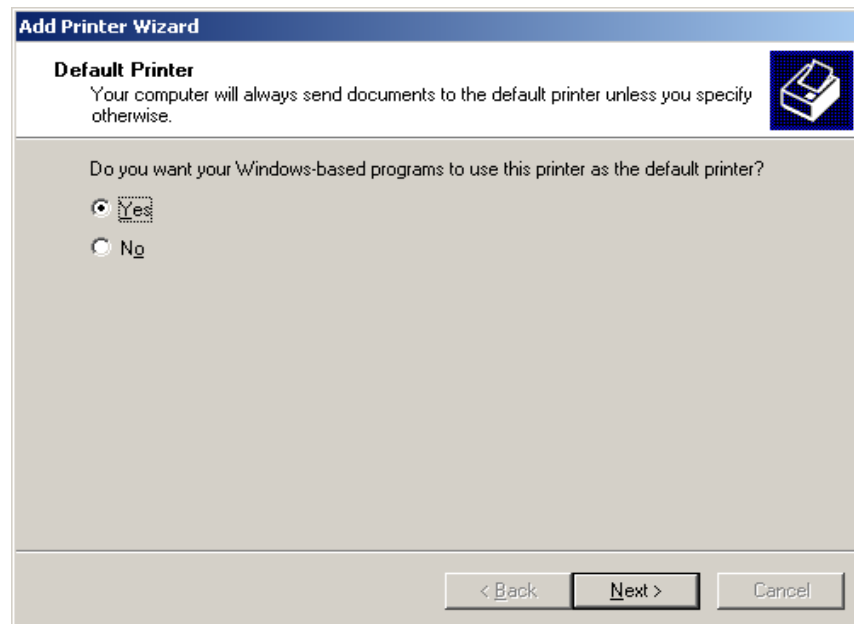 Add Printer Wizard
Default Printer
Your computer will always send documents to the default printer unless you specify
otherwise.
Do you want your Windows-based programs to use this printer as the default printer?
Yes
No
< Back
Next >
Cancel